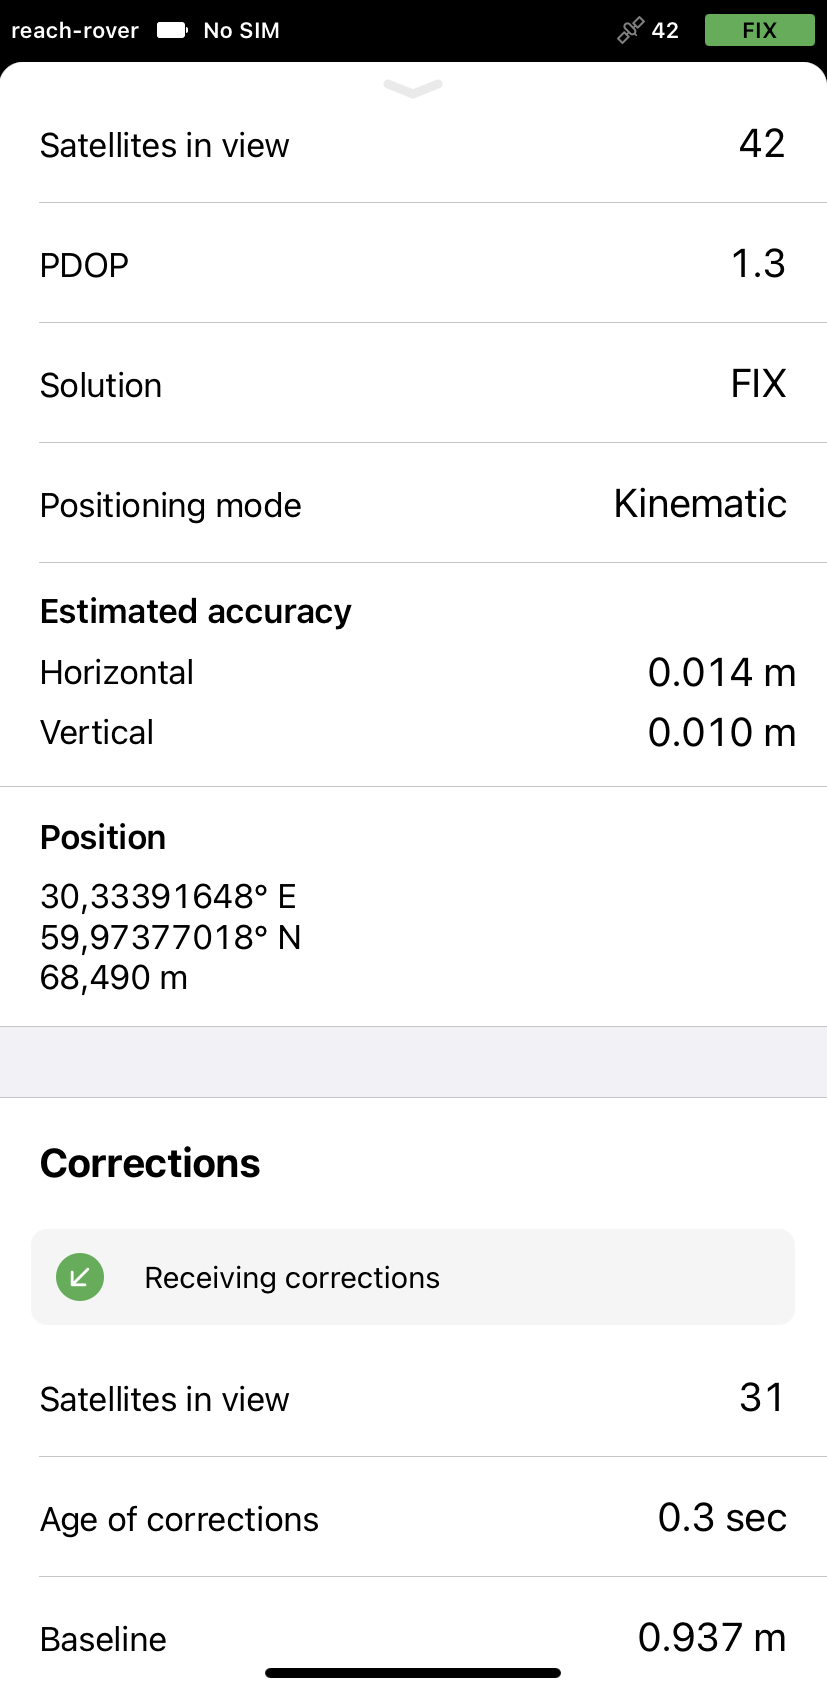 reach-rover No SIM 42 FIX
Satellites in view 42
PDOP 1.3
Solution FIX
Positioning mode Kinematic
Estimated accuracy
Horizontal 0.014 m
Vertical 0.010 m
Position
30,33391648° E
59,97377018° N
68,490 m
Corrections
Receiving corrections
Satellites in view 31
Age of corrections 0.3 sec
Baseline 0.937 m